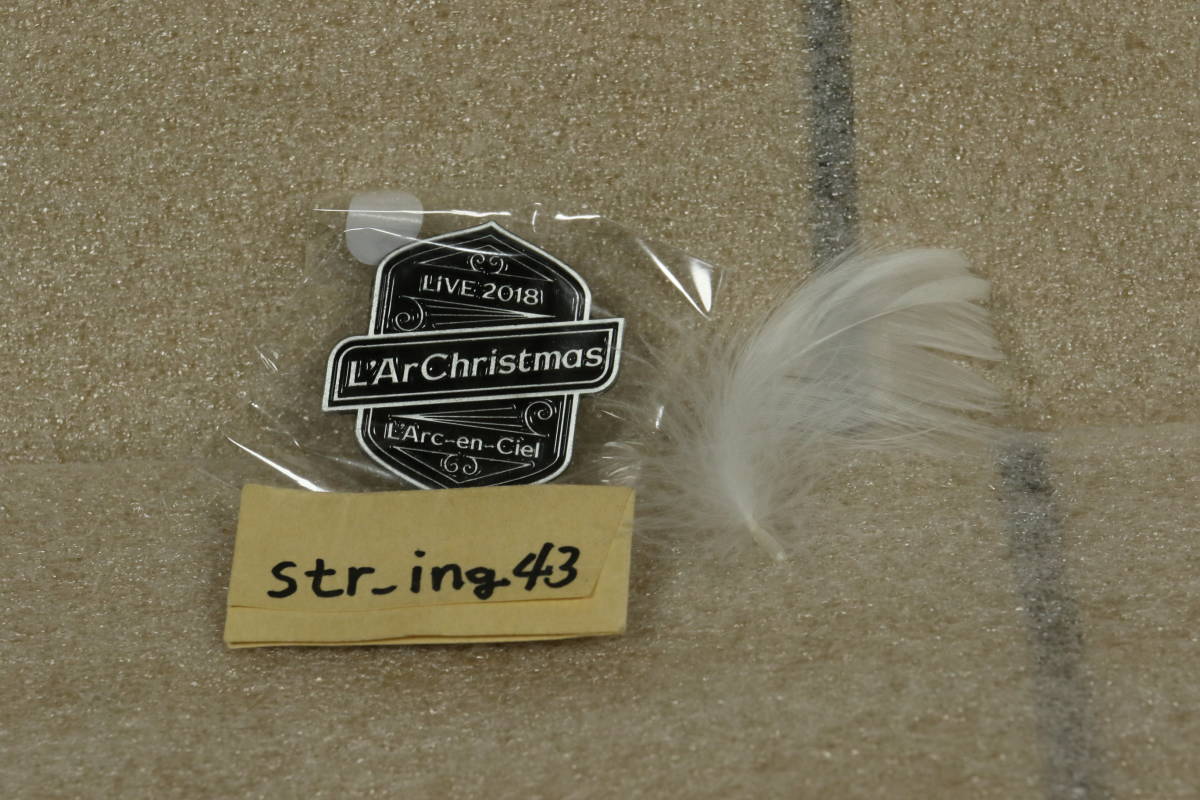 LiVE 2018
L'ArChristmas
L'Arc-en-Ciel
str_ing43